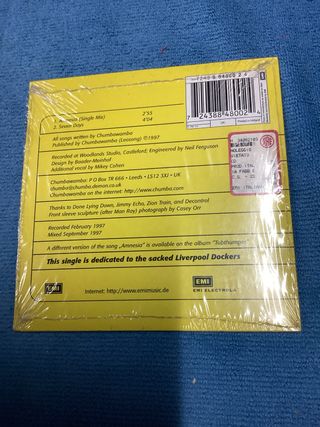 1. Amnesia (Single Mix) 2'55
2. Seven Days 4'04
All songs written by Chumbawamba
Published by Chumbawamba (Leosong) ©1997
Recorded at Woodlands Studio, Castleford; Engineered by Neil Ferguson
Design by Baader-Meinhof
Additional vocal by Mikey Cohen
Chumbawamba: P O Box TR 666 - Leeds - LS12 3XJ - UK
chumba@chumba.demon.co.uk
Chumbawamba on the internet: http://www.chumba.com
Thanks to Done Lying Down, Jimmy Echo, Zion Train, and Decontrol
Front sleeve sculpture (after Man Ray) photograph by Casey Orr
Recorded February 1997
Mixed September 1997
A different version of the song "Amnesia" is available on the album "Tubthumper"
This single is dedicated to the sacked Liverpool Dockers
EMI
Internet: http://www.emimusic.de
EMI
EMI ELECTROLA
7 24388 48002
NOLEGGIO
VIETATO